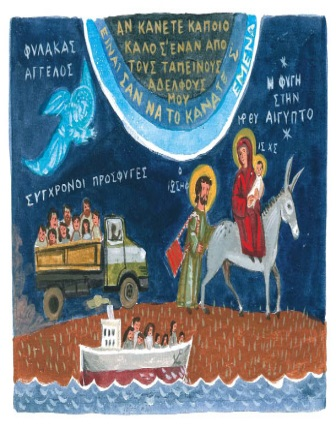 ΑΝ ΚΑΝΕΤΕ ΚΑΠΟΙΟ
ΚΑΛΟ Σ'ΕΝΑΝ ΑΠΟ
ΤΟΥΣ ΤΑΠΕΙΝΟΥΣ
ΑΔΕΛΦΟΥΣ
ΜΟΥ
ΕΙΝΑΙ ΣΑΝ ΝΑ ΤΟ ΚΑΝΑΤΕ Σ ΕΜΕΝΑ
ΦΥΛΑΚΑΣ
ΑΓΓΕΛΟΣ
Η ΦΥΓΗ
ΣΤΗΝ
ΑΙΓΥΠΤΟ
ΙΣ ΧΣ
ΣΥΓΧΡΟΝΟΙ ΠΡΟΣΦΥΓΕΣ
Ο
ΙΩΣΗΦ